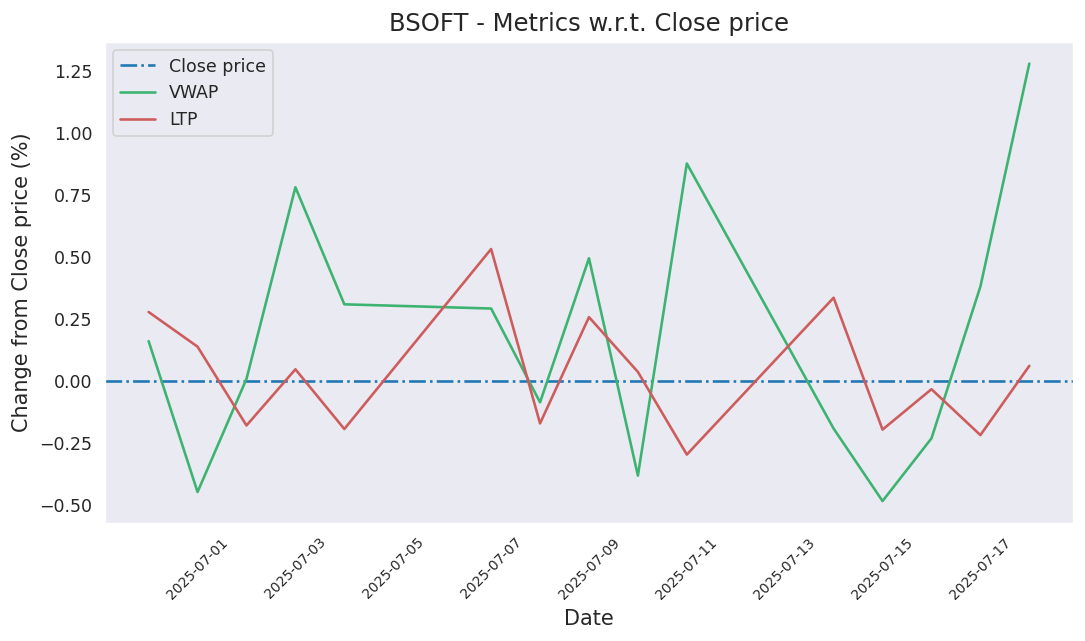 BSOFT - Metrics w.r.t. Close price
Close price
VWAP
LTP
Change from Close price (%)
1.25
1.00
0.75
0.50
0.25
0.00
−0.25
−0.50
2025-07-01
2025-07-03
2025-07-05
2025-07-07
2025-07-09
2025-07-11
2025-07-13
2025-07-15
2025-07-17
Date